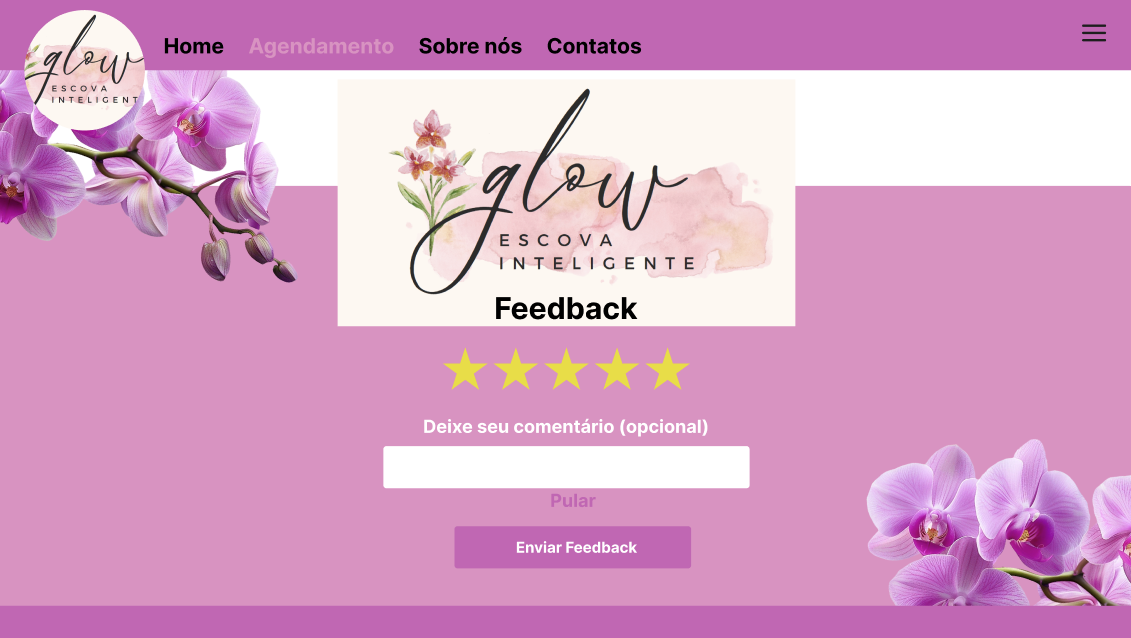 glow
ESCOVA
INTELIGENT
Home Agendamento Sobre nós Contatos
glow
ESCOVA
INTELIGENTE
Feedback
Deixe seu comentário (opcional)
Pular
Enviar Feedback